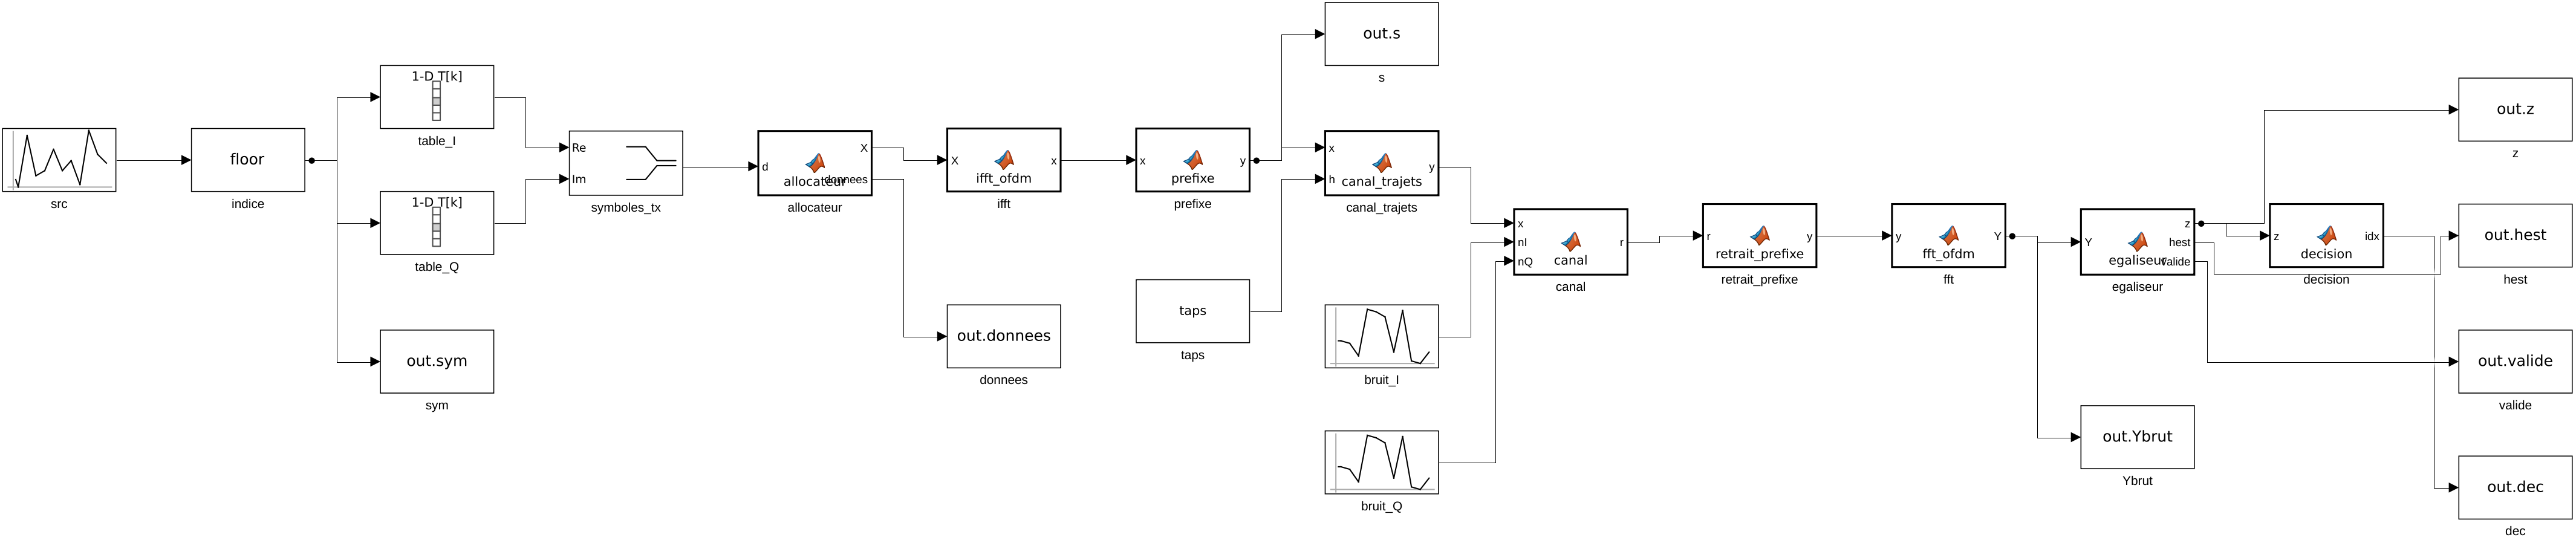 out.s
s
1-D T[k]
table_I
src
floor
indice
1-D T[k]
table_Q
out.sym
sym
Re
Im
symboles_tx
d
X
donnees
allocateur
allocateur
X
x
ifft_ofdm
ifft
out.donnees
donnees
x
y
prefixe
prefixe
taps
taps
x
h
y
canal_trajets
canal_trajets
bruit_I
bruit_Q
x
nI
nQ
r
canal
canal
r
y
retrait_prefixe
retrait_prefixe
y
Y
fft_ofdm
fft
Y
z
hest
valide
egaliseur
egaliseur
out.Ybrut
Ybrut
z
idx
decision
decision
out.z
z
out.hest
hest
out.valide
valide
out.dec
dec